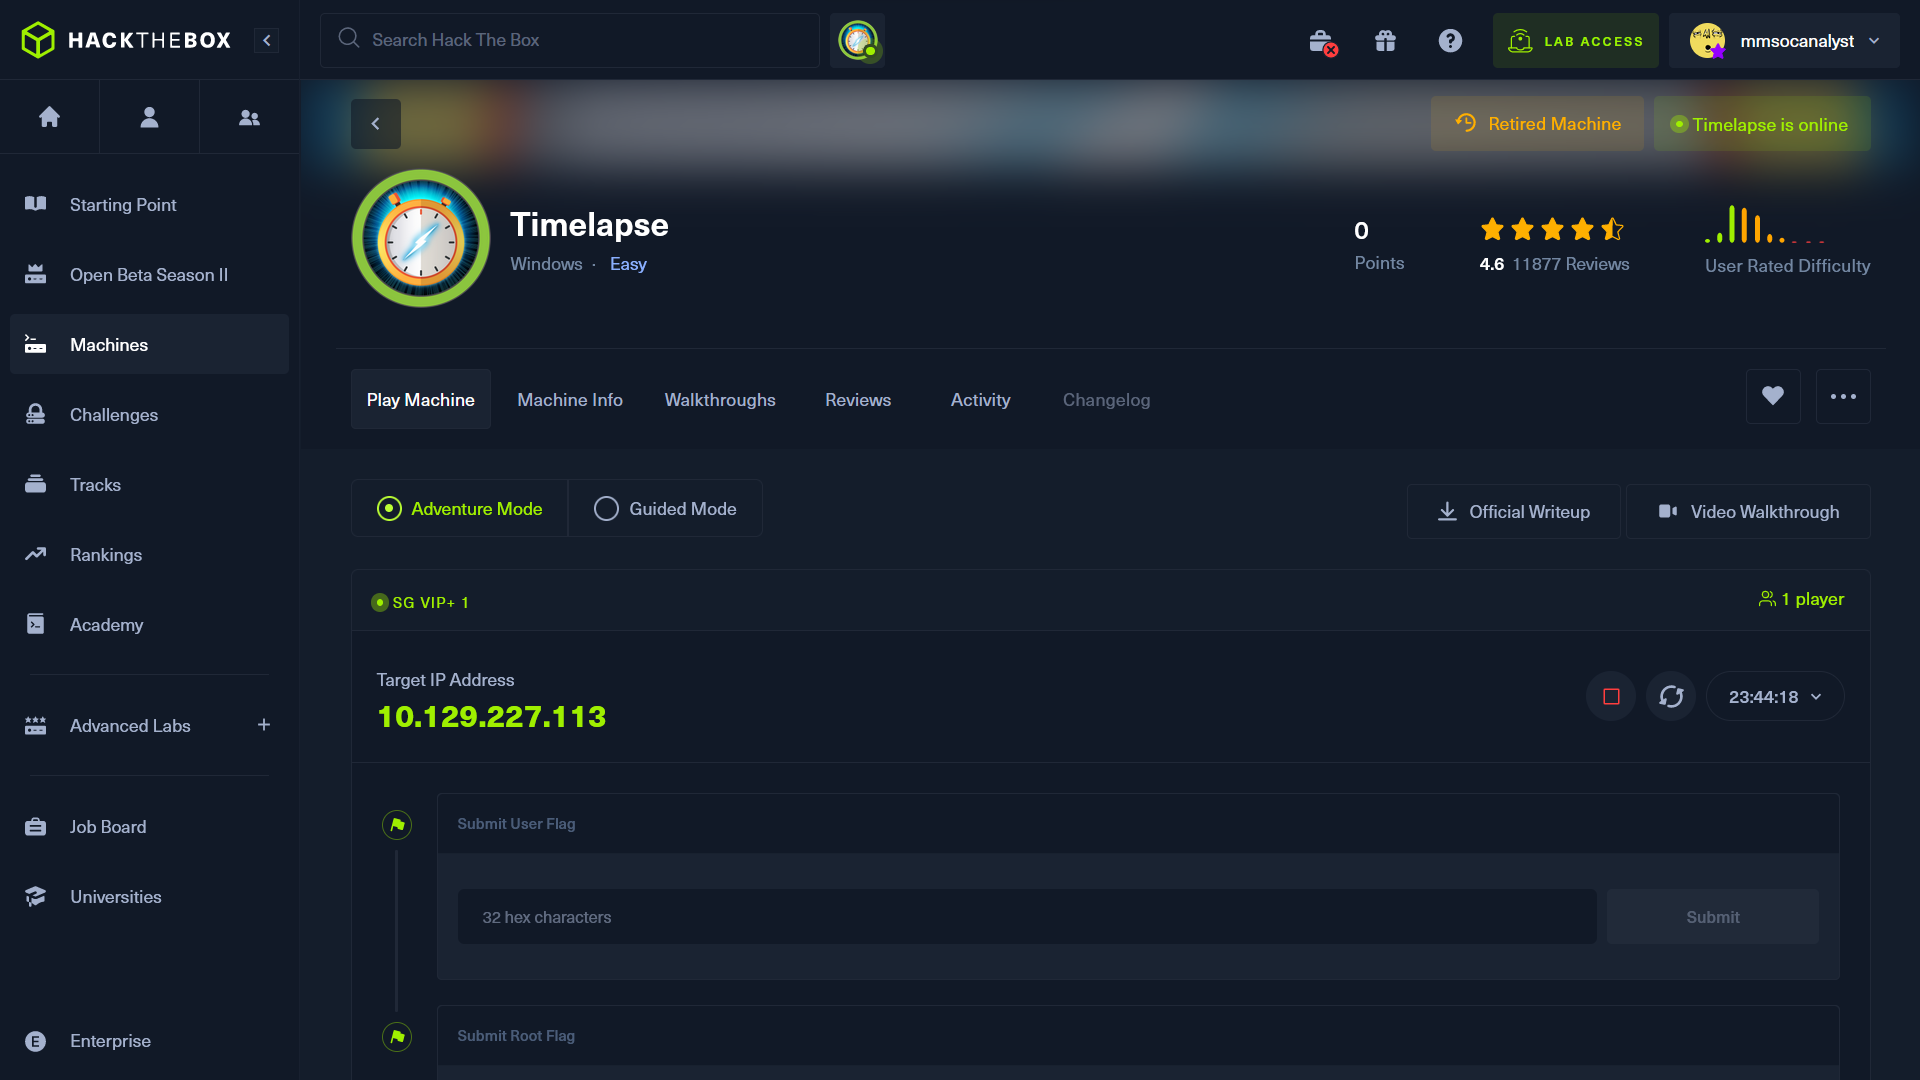 HACKTHEBOX
Search Hack The Box
LAB ACCESS
mmsocanalyst
Starting Point
Open Beta Season II
Machines
Challenges
Tracks
Rankings
Academy
Advanced Labs
Job Board
Universities
E Enterprise
Retired Machine
Timelapse is online
Timelapse
Windows · Easy
0
Points
4.6 11877 Reviews
User Rated Difficulty
Play Machine
Machine Info
Walkthroughs
Reviews
Activity
Changelog
Adventure Mode
Guided Mode
Official Writeup
Video Walkthrough
SG VIP+ 1
1 player
Target IP Address
10.129.227.113
23:44:18
Submit User Flag
32 hex characters
Submit
Submit Root Flag